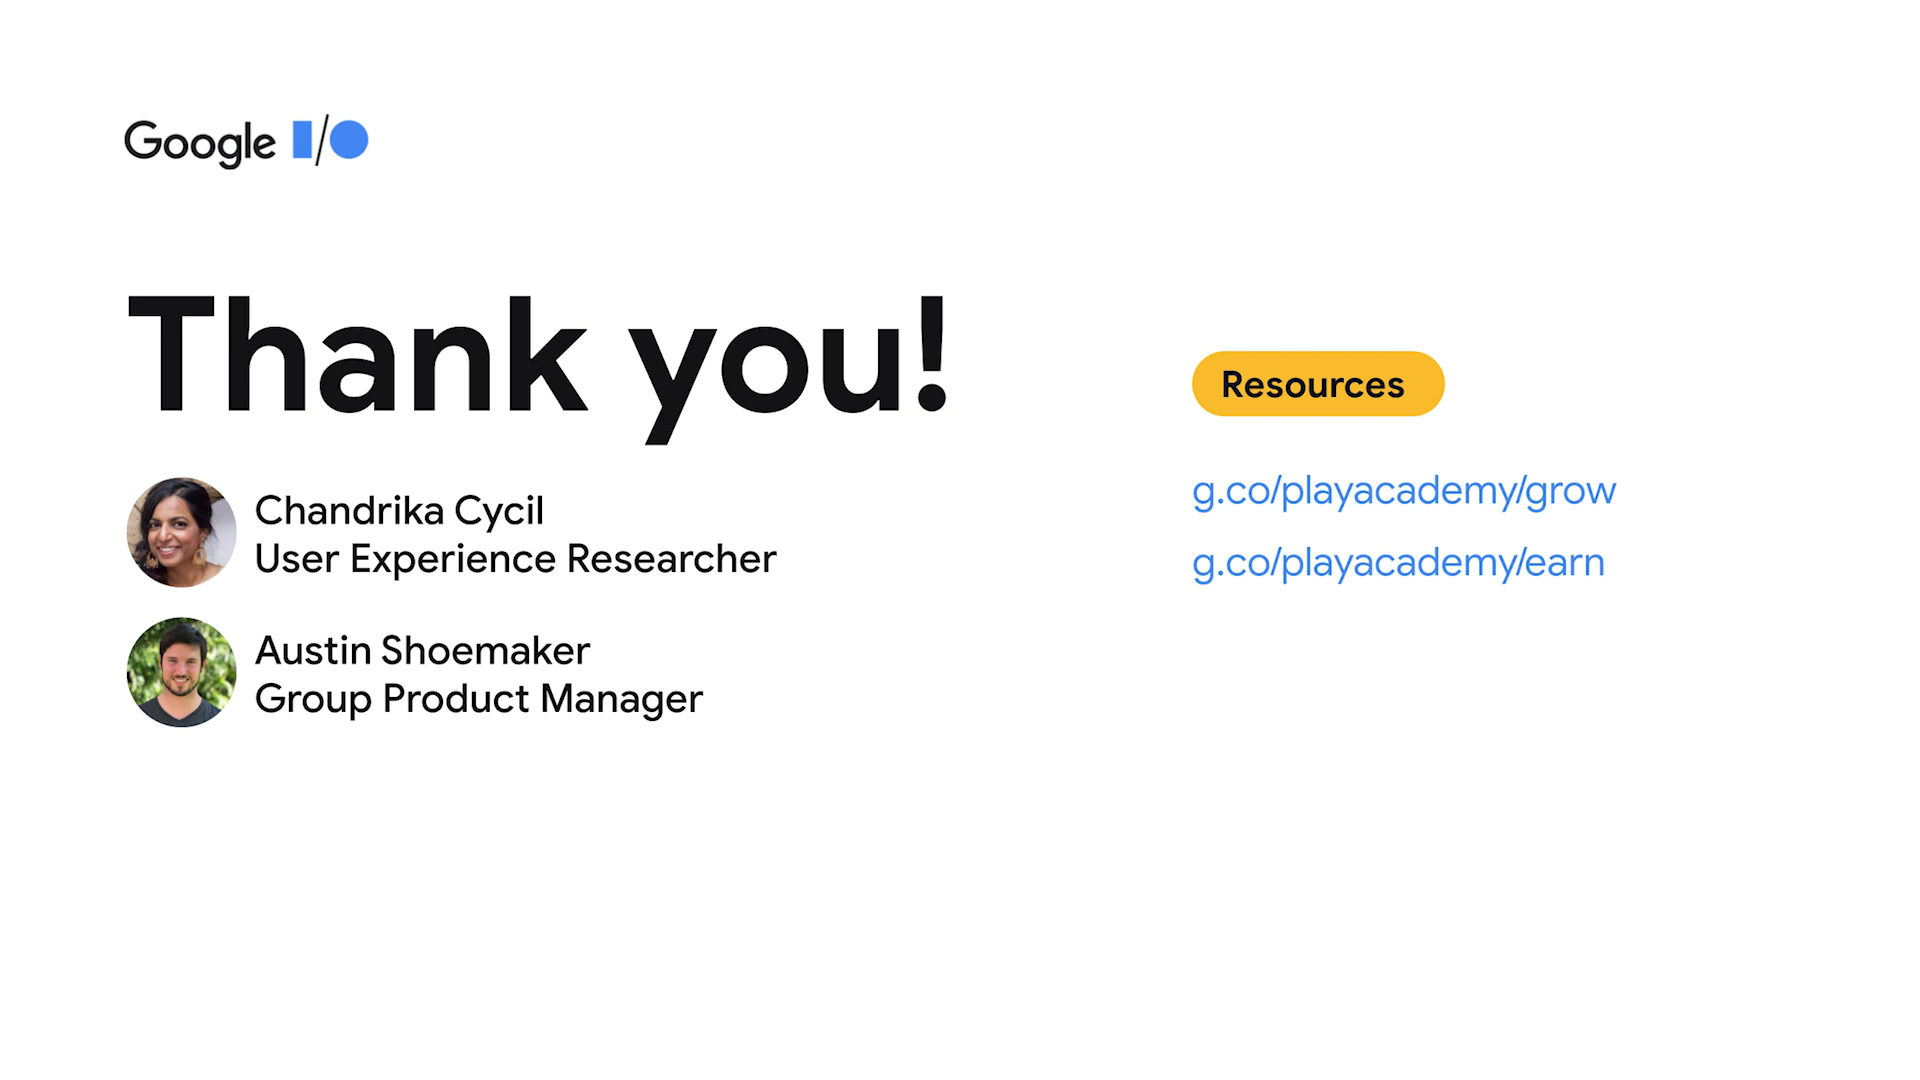 Google I/O
Thank you!
Chandrika Cycil
User Experience Researcher
Austin Shoemaker
Group Product Manager
Resources
g.co/playacademy/grow
g.co/playacademy/earn